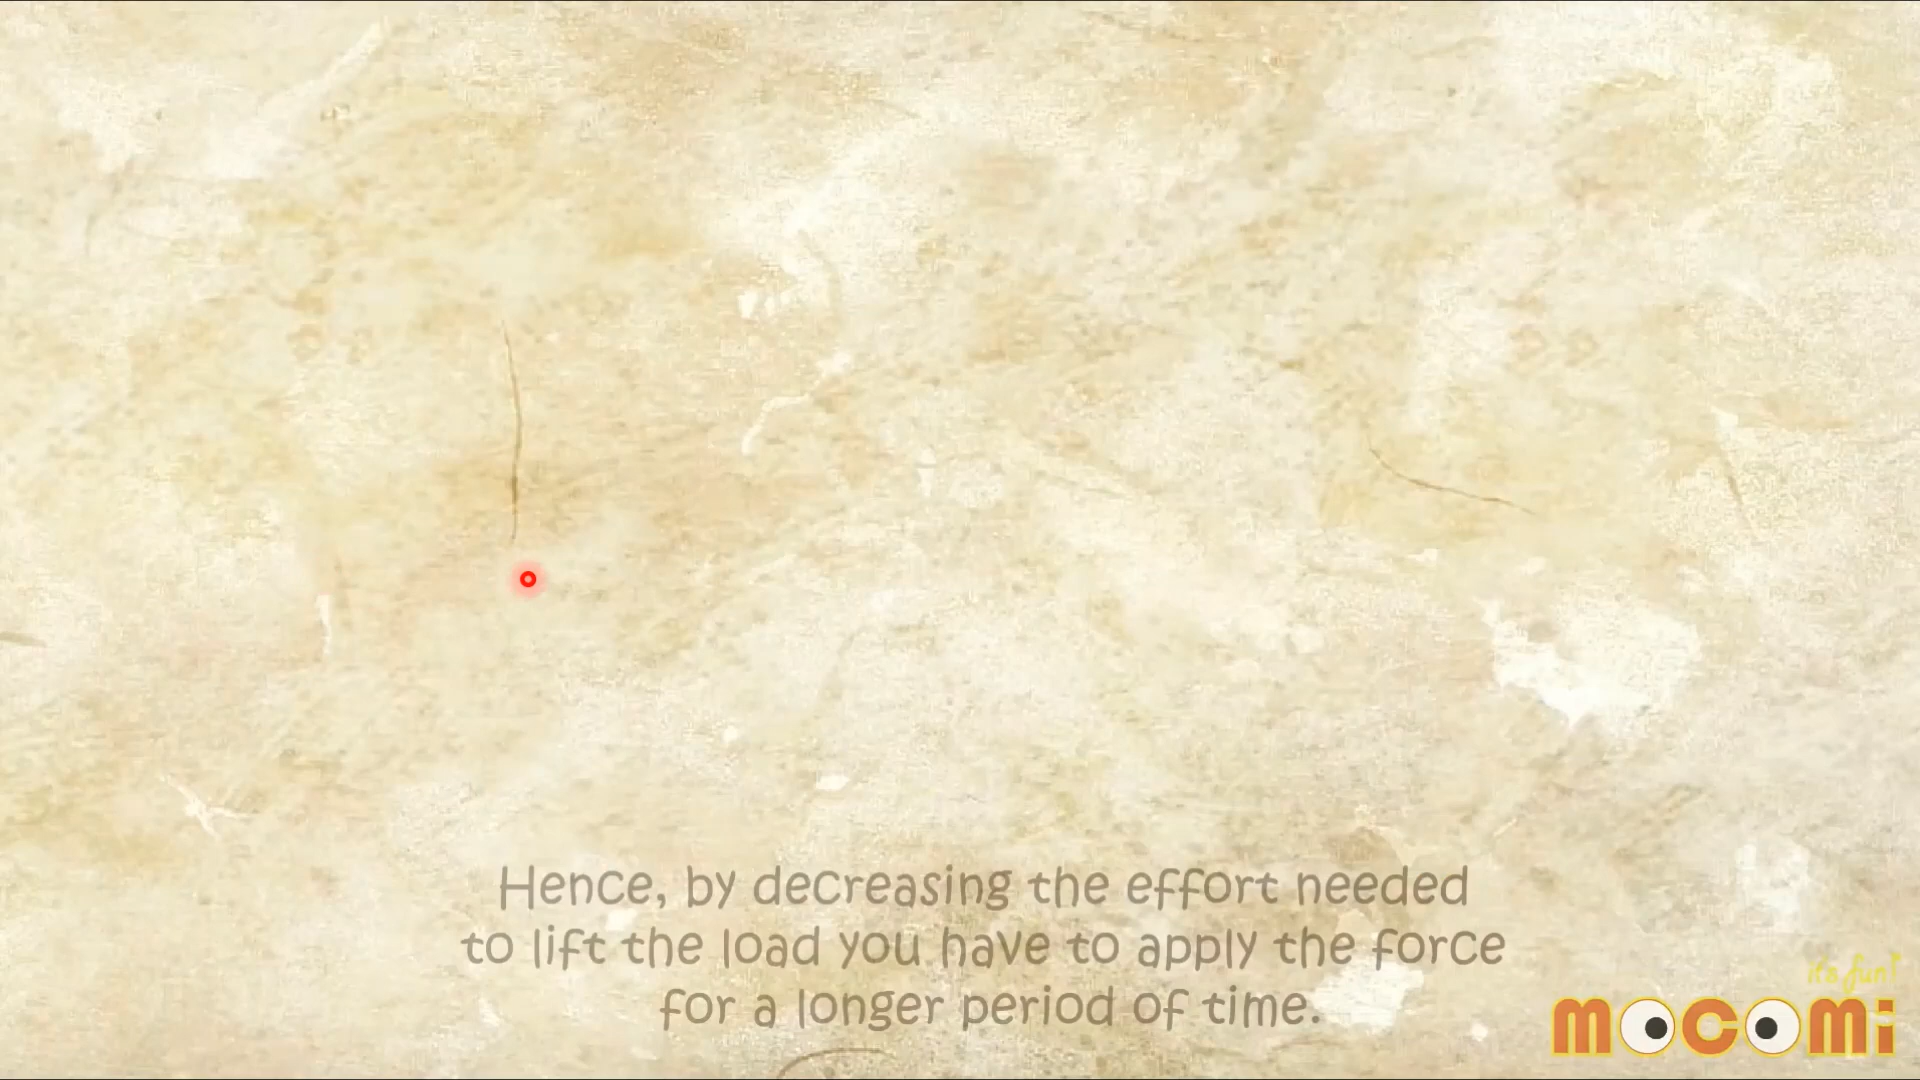 Hence, by decreasing the effort needed
to lift the load you have to apply the force
for a longer period of time.
it's fun!
mocomi